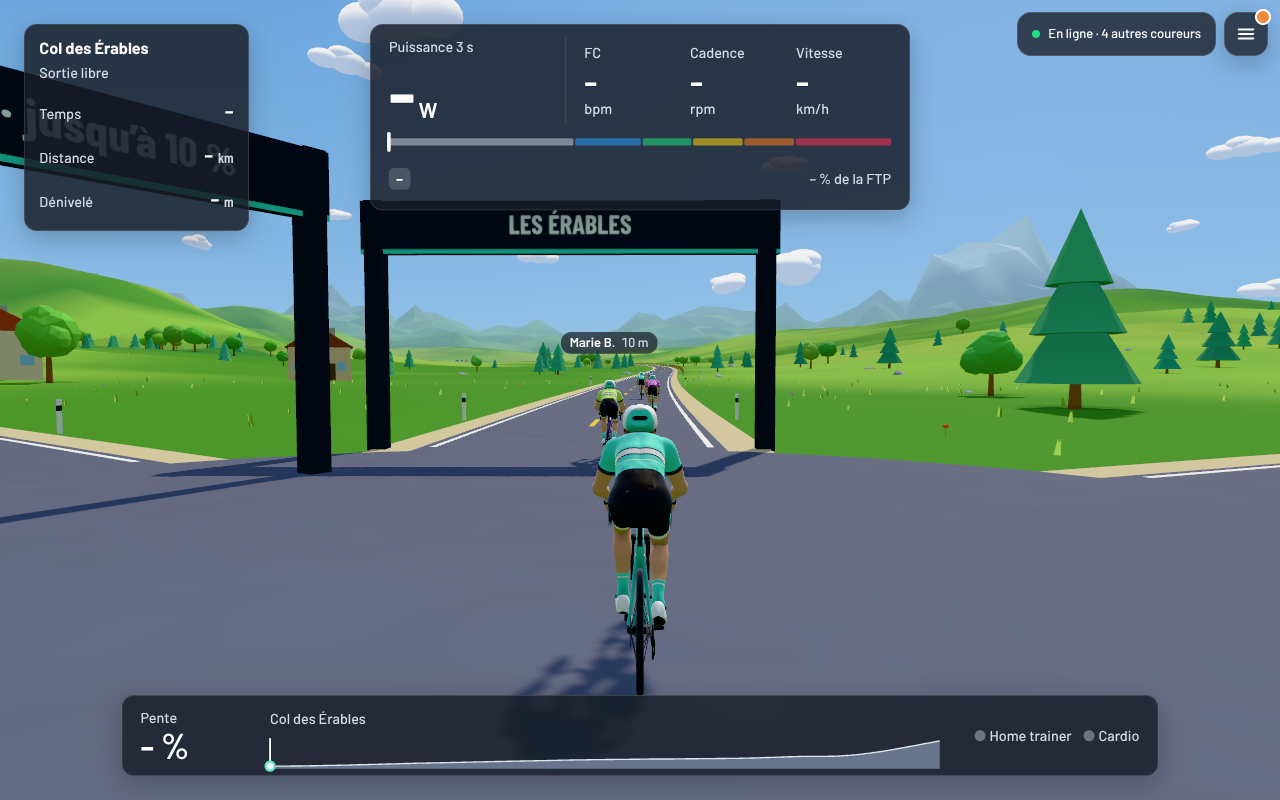 Col des Érables
Sortie libre
Temps –
Distance – km
Dénivelé – m
jusqu'à 10 %
Puissance 3 s
– W
FC
–
bpm
Cadence
–
rpm
Vitesse
–
km/h
–
– % de la FTP
En ligne · 4 autres coureurs
LES ÉRABLES
Marie B. 10 m
Pente
– %
Col des Érables
Home trainer
Cardio